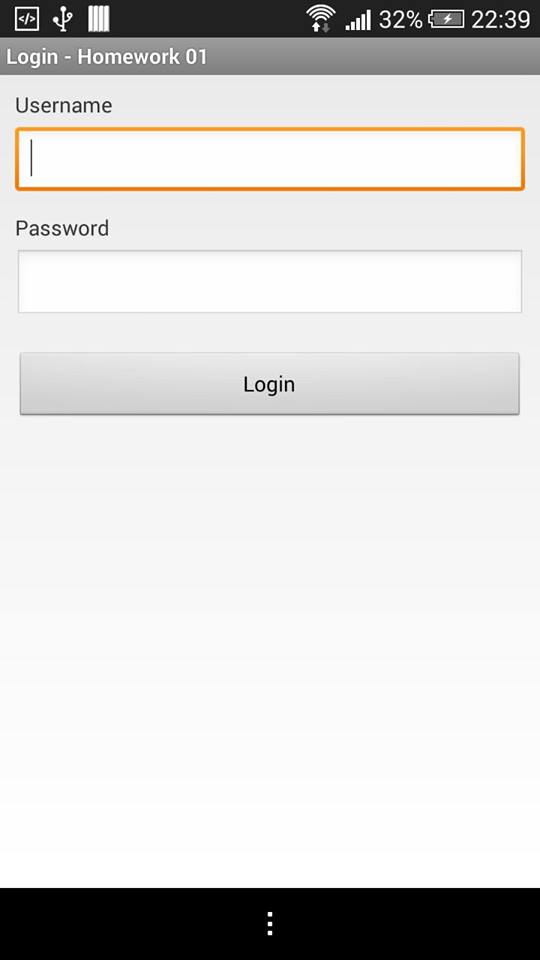 32% 22:39
Login - Homework 01
Username
Password
Login